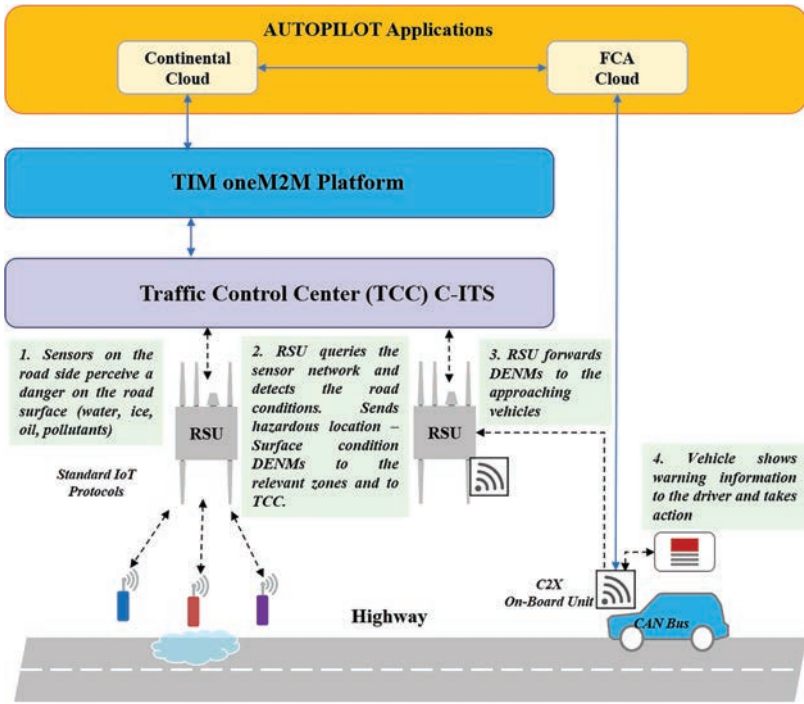 AUTOPILOT Applications
Continental
Cloud
FCA
Cloud
TIM oneM2M Platform
Traffic Control Center (TCC) C-ITS
1. Sensors on the
road side perceive a
danger on the road
surface (water, ice,
oil, pollutants)
RSU
2. RSU queries the
sensor network and
detects the road
conditions. Sends
hazardous location –
Surface condition
DENMs to the
relevant zones and to
TCC.
RSU
3. RSU forwards
DENMs to the
approaching
vehicles
4. Vehicle shows
warning information
to the driver and takes
action
Standard IoT
Protocols
C2X
On-Board Unit
Highway
CAN Bus